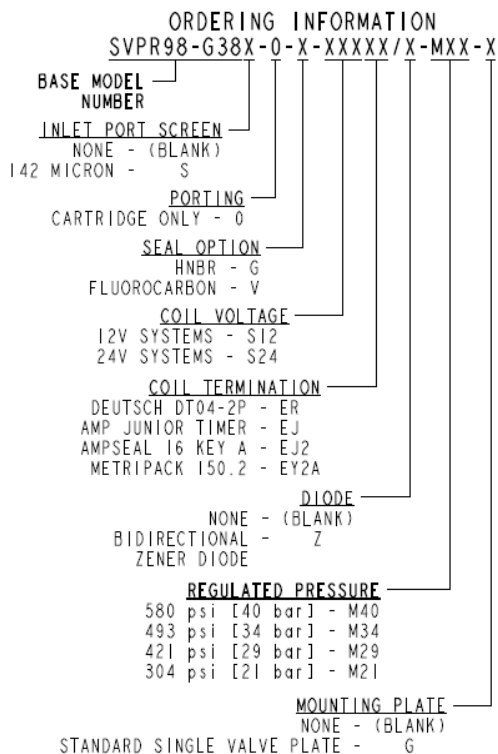 ORDERING INFORMATION
SVPR98-G38X-0-X-XXXXX/X-MXX-X
BASE MODEL
NUMBER
INLET PORT SCREEN
NONE - (BLANK)
142 MICRON - S
PORTING
CARTRIDGE ONLY - 0
SEAL OPTION
HNBR - G
FLUOROCARBON - V
COIL VOLTAGE
12V SYSTEMS - S12
24V SYSTEMS - S24
COIL TERMINATION
DEUTSCH DT04-2P - ER
AMP JUNIOR TIMER - EJ
AMPSEAL 16 KEY A - EJ2
METRIPACK 150.2 - EY2A
DIODE
NONE - (BLANK)
BIDIRECTIONAL - Z
ZENER DIODE
REGULATED PRESSURE
580 psi [40 bar] - M40
493 psi [34 bar] - M34
421 psi [29 bar] - M29
304 psi [21 bar] - M21
MOUNTING PLATE
NONE - (BLANK)
STANDARD SINGLE VALVE PLATE - G